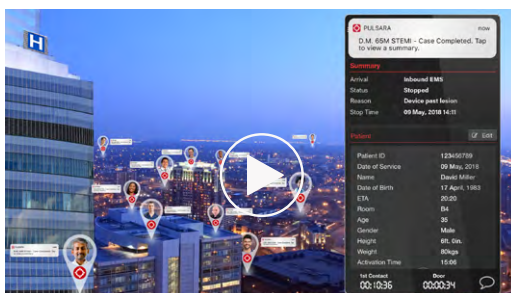 H
PULSARA now
D.M. 65M STEMI - Case Completed. Tap
to view a summary.
Summary
Arrival Inbound EMS
Status Stopped
Reason Device past lesion
Stop Time 09 May, 2018 14:11
Patient Edit
Patient ID 123456789
Date of Service 09 May, 2018
Name David Miller
Date of Birth 17 April, 1983
ETA 20:20
Room B4
Age 35
Gender Male
Height 6ft. 0in.
Weight 80kgs
Activation Time 15:06
1st Contact Door
00:10:36 00:00:34